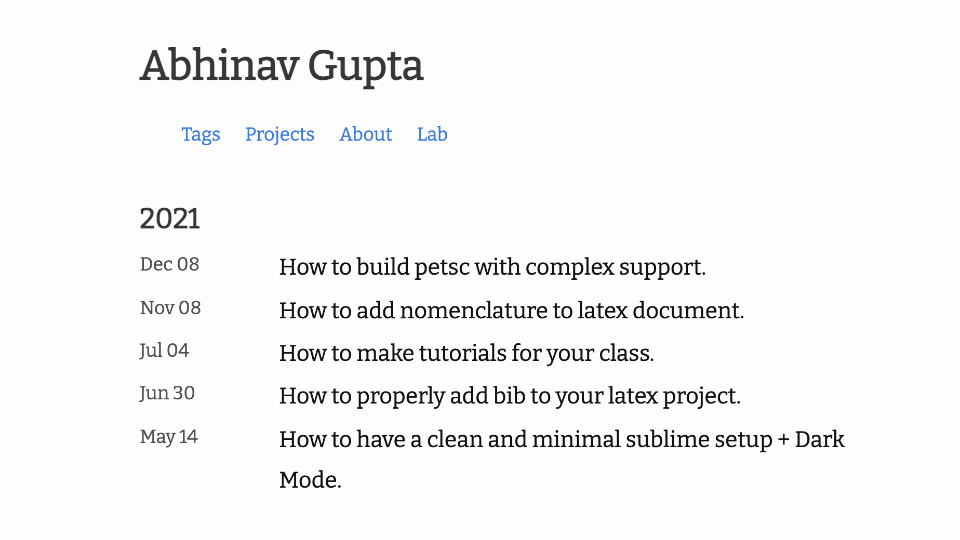 Abhinav Gupta
Tags Projects About Lab
2021
Dec 08 How to build petsc with complex support.
Nov 08 How to add nomenclature to latex document.
Jul 04 How to make tutorials for your class.
Jun 30 How to properly add bib to your latex project.
May 14 How to have a clean and minimal sublime setup + Dark
Mode.